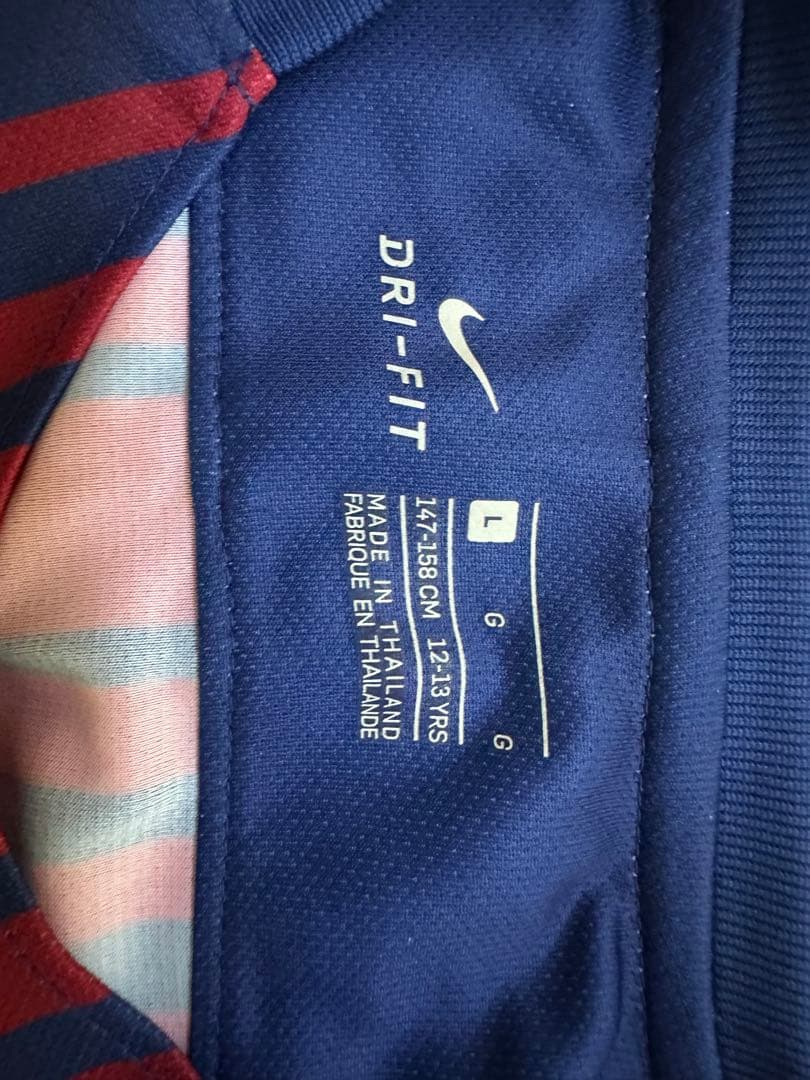 DRI-FIT
L G G
147-158 CM 12-13 YRS
MADE IN THAILAND
FABRIQUE EN THAILANDE